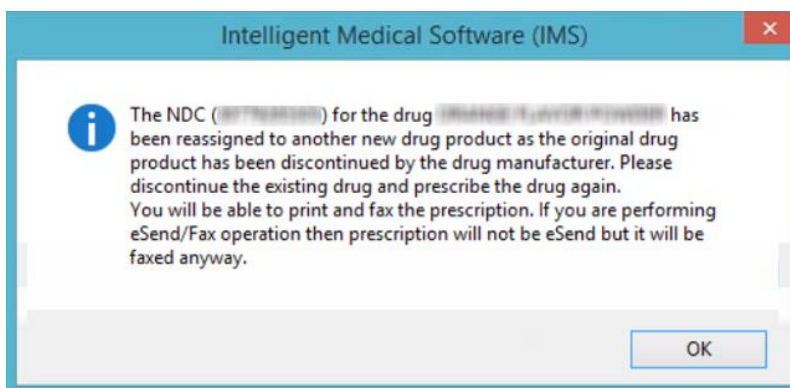 Intelligent Medical Software (IMS)
The NDC ( ) for the drug has
been reassigned to another new drug product as the original drug
product has been discontinued by the drug manufacturer. Please
discontinue the existing drug and prescribe the drug again.
You will be able to print and fax the prescription. If you are performing
eSend/Fax operation then prescription will not be eSend but it will be
faxed anyway.
OK